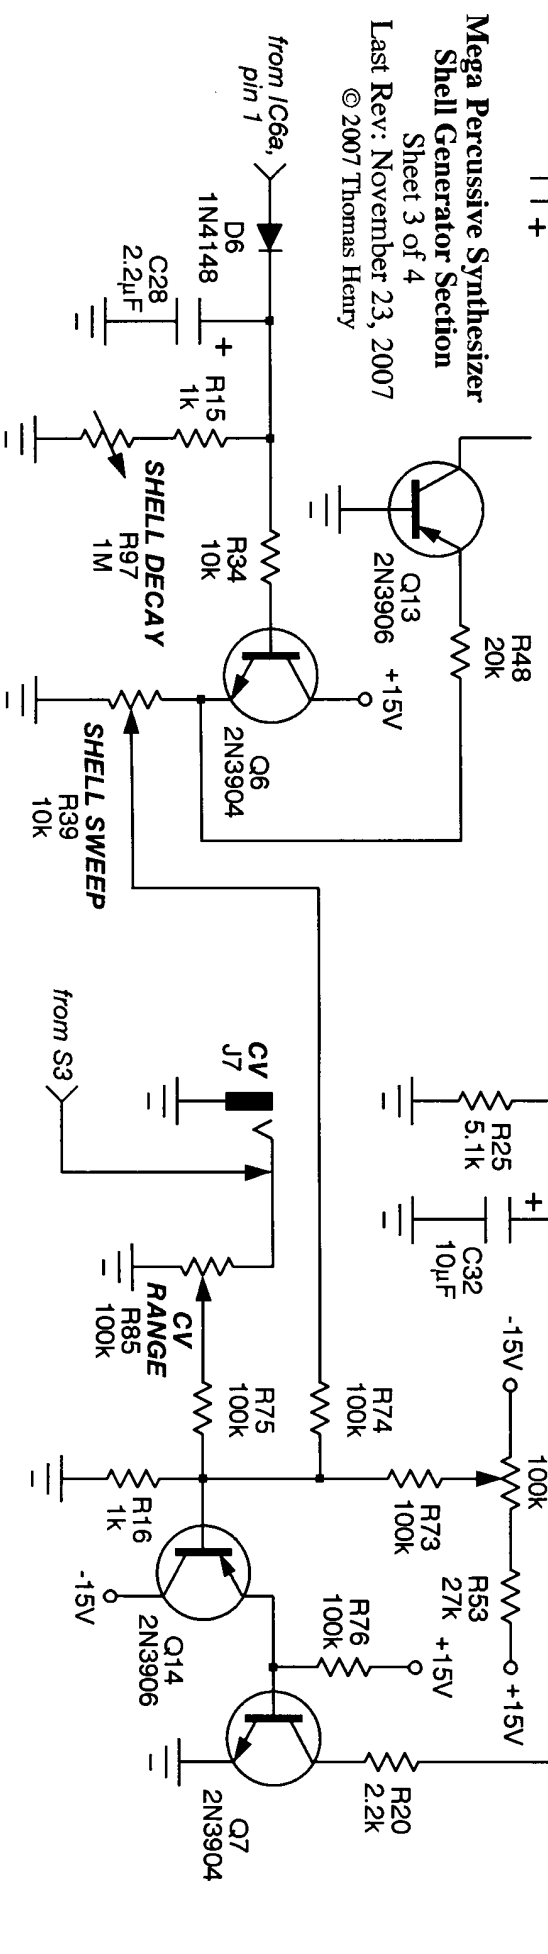 Mega Percussive Synthesizer
Shell Generator Section
Sheet 3 of 4
Last Rev: November 23, 2007
© 2007 Thomas Henry
+
from IC6a,
pin 1
D6
1N4148
C28
2.2µF
+
R15
1k
SHELL DECAY
R97
1M
R34
10k
Q13
2N3906
R48
20k
+15V
Q6
2N3904
SHELL SWEEP
R39
10k
from S3
CV
J7
R25
5.1k
+
C32
10µF
CV
RANGE
R85
100k
R75
100k
R74
100k
-15V
100k
R73
100k
R53
27k
+15V
R16
1k
-15V
Q14
2N3906
R76
100k
+15V
Q7
2N3904
R20
2.2k